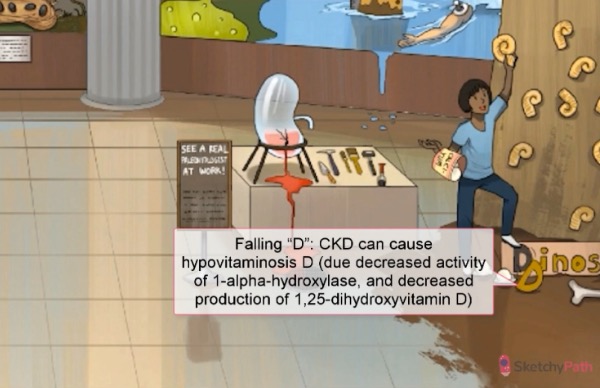 SEE A REAL
PALEONTOLOGIST
AT WORK!
Dinos
Falling “D”: CKD can cause
hypovitaminosis D (due decreased activity
of 1-alpha-hydroxylase, and decreased
production of 1,25-dihydroxyvitamin D)
SketchyPath